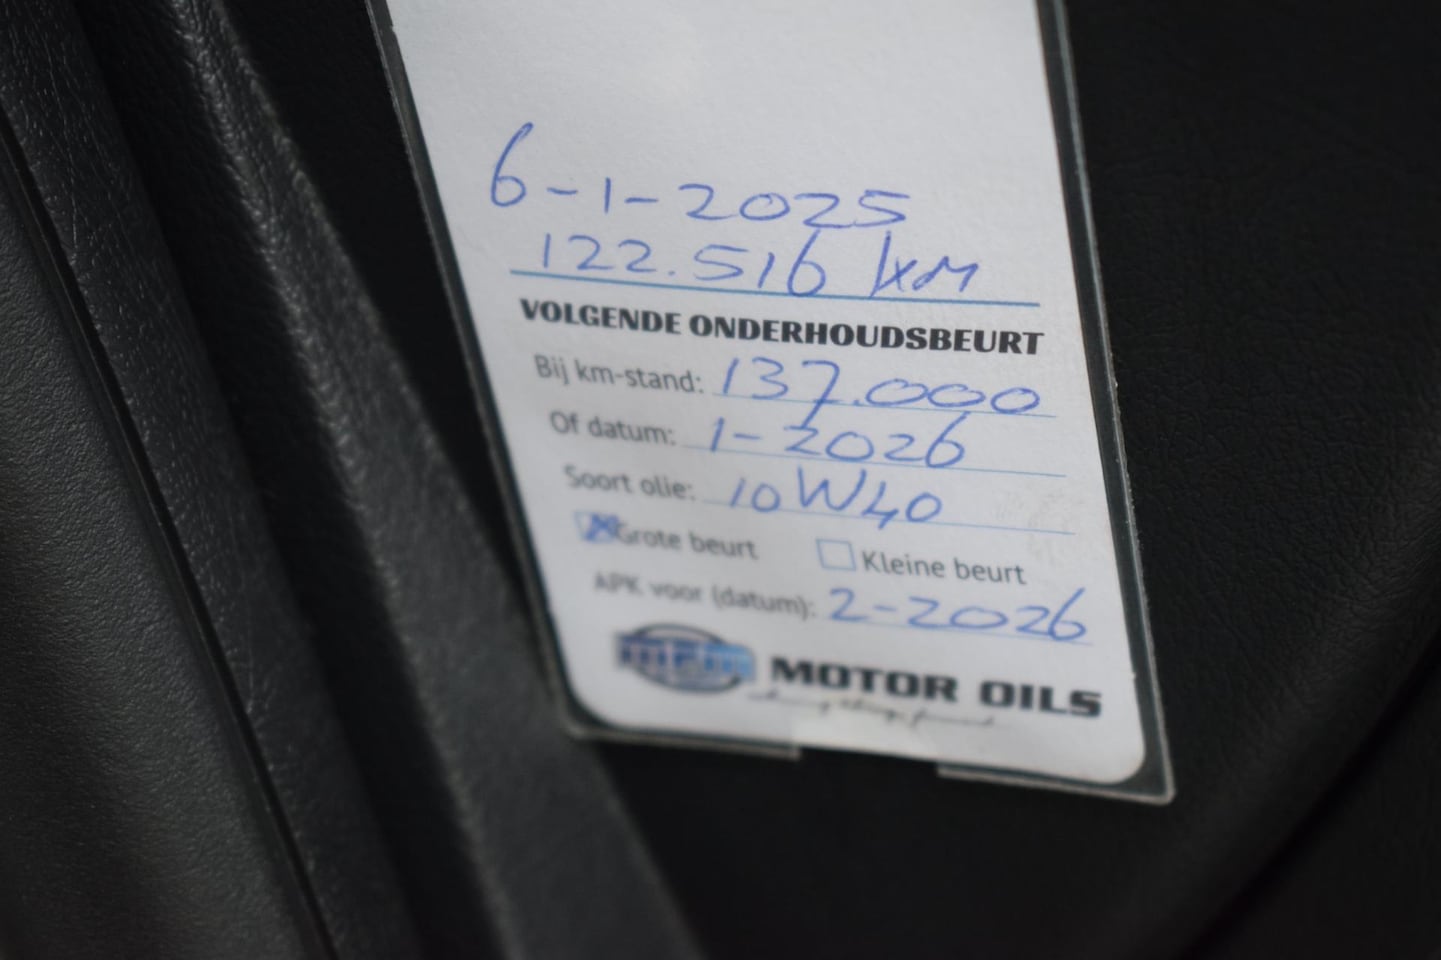 6-1-2025
122.516 km
VOLGENDE ONDERHOUDSBEURT
Bij km-stand: 137.000
Of datum: 1-2026
Soort olie: 10W40
Grote beurt Kleine beurt
APK voor (datum): 2-2026
MOTOR OILS